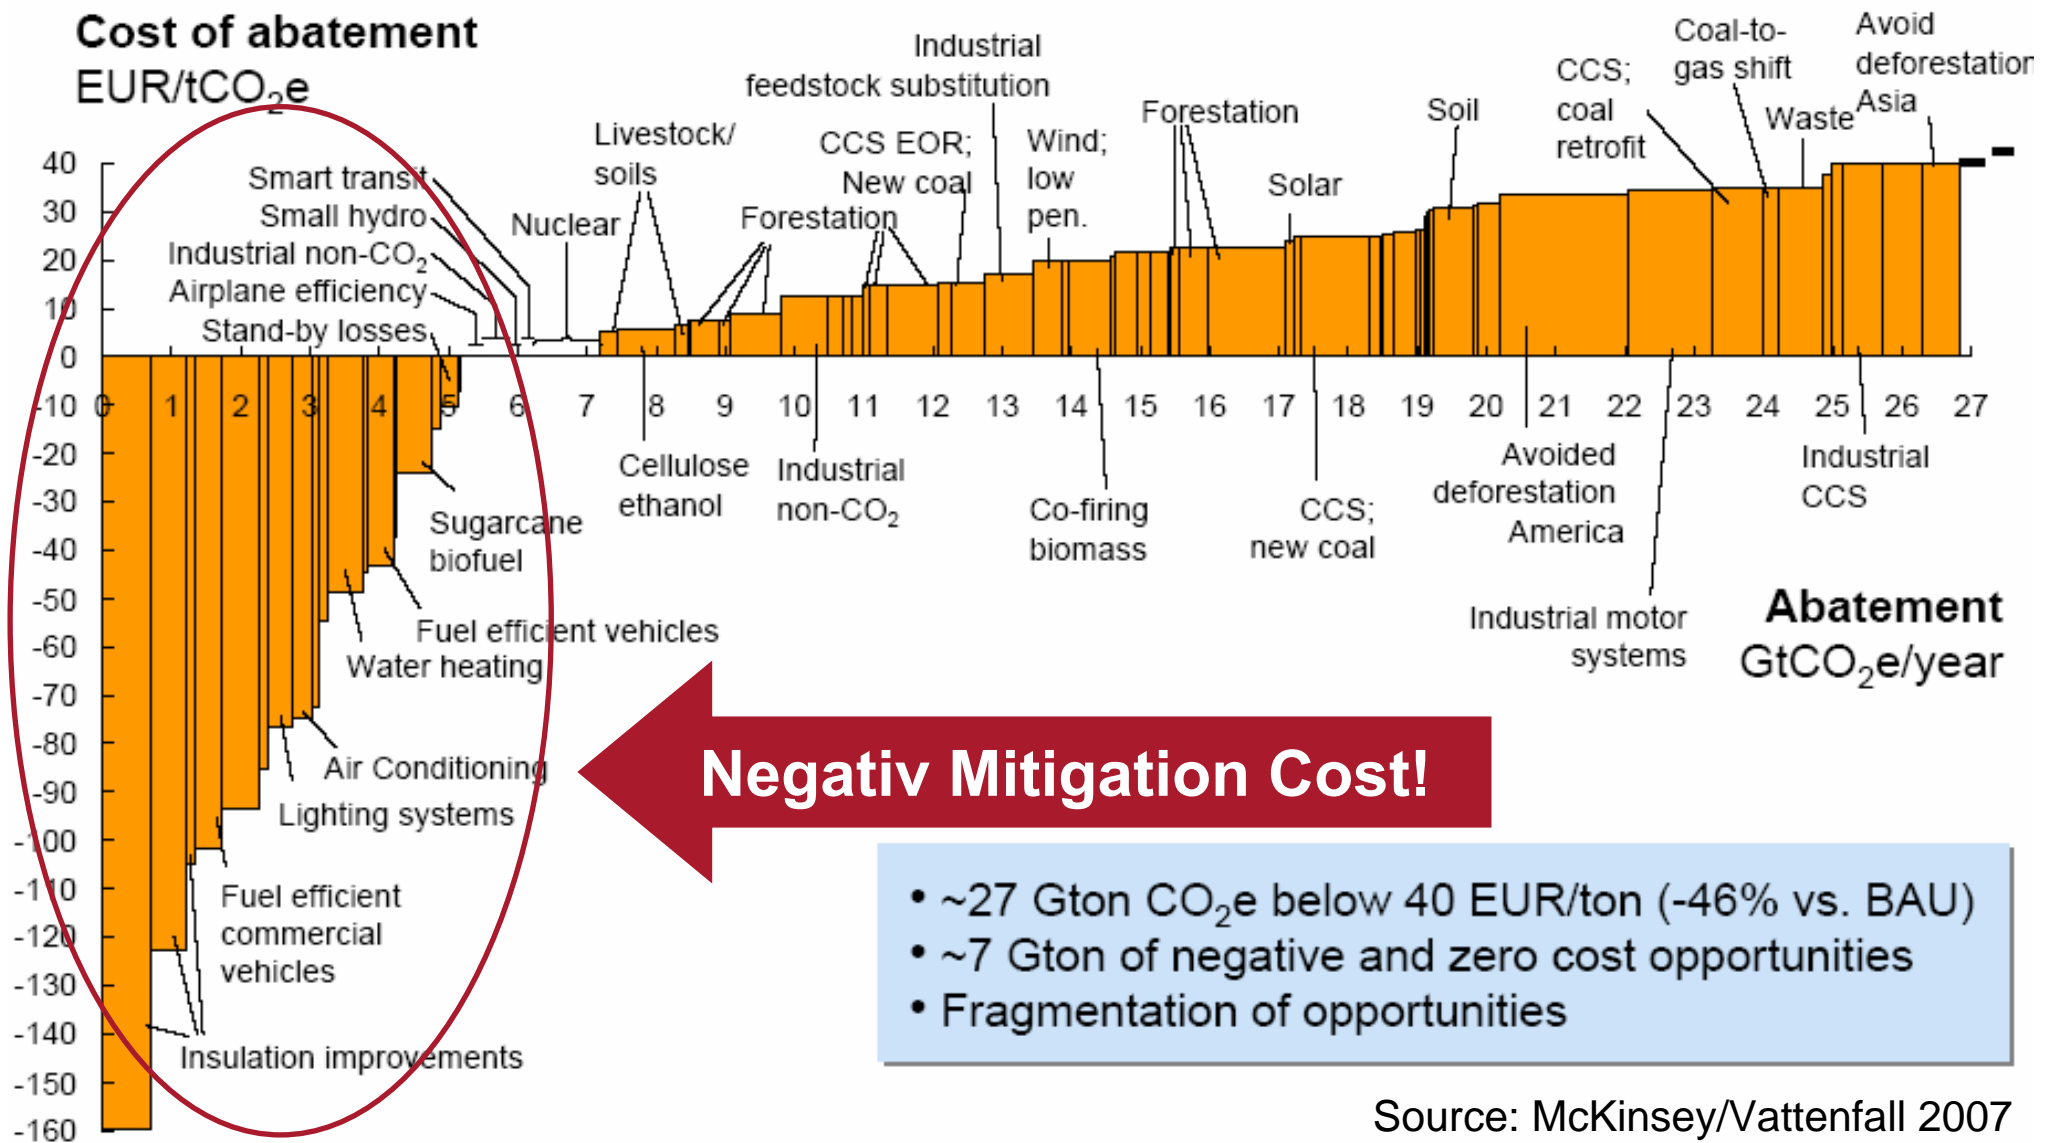 Cost of abatement
EUR/tCO₂e
Industrial
feedstock substitution
Livestock/
soils
CCS EOR;
New coal
Wind;
low
pen.
Forestation
Solar
Soil
CCS;
coal
retrofit
Coal-to-
gas shift
Waste
Avoid
deforestation
Asia
Smart transit
Small hydro
Industrial non-CO₂
Airplane efficiency
Stand-by losses
Nuclear
Forestation
40
30
20
10
0
-10
-20
-30
-40
-50
-60
-70
-80
-90
-100
-110
-120
-130
-140
-150
-160
0 1 2 3 4 5 6 7 8 9 10 11 12 13 14 15 16 17 18 19 20 21 22 23 24 25 26 27
Cellulose
ethanol
Industrial
non-CO₂
Co-firing
biomass
CCS;
new coal
Avoided
deforestation
America
Industrial motor
systems
Industrial
CCS
Abatement
GtCO₂e/year
Sugarcane
biofuel
Fuel efficient vehicles
Water heating
Air Conditioning
Lighting systems
Fuel efficient
commercial
vehicles
Insulation improvements
Negativ Mitigation Cost!
• ~27 Gton CO₂e below 40 EUR/ton (-46% vs. BAU)
• ~7 Gton of negative and zero cost opportunities
• Fragmentation of opportunities
Source: McKinsey/Vattenfall 2007